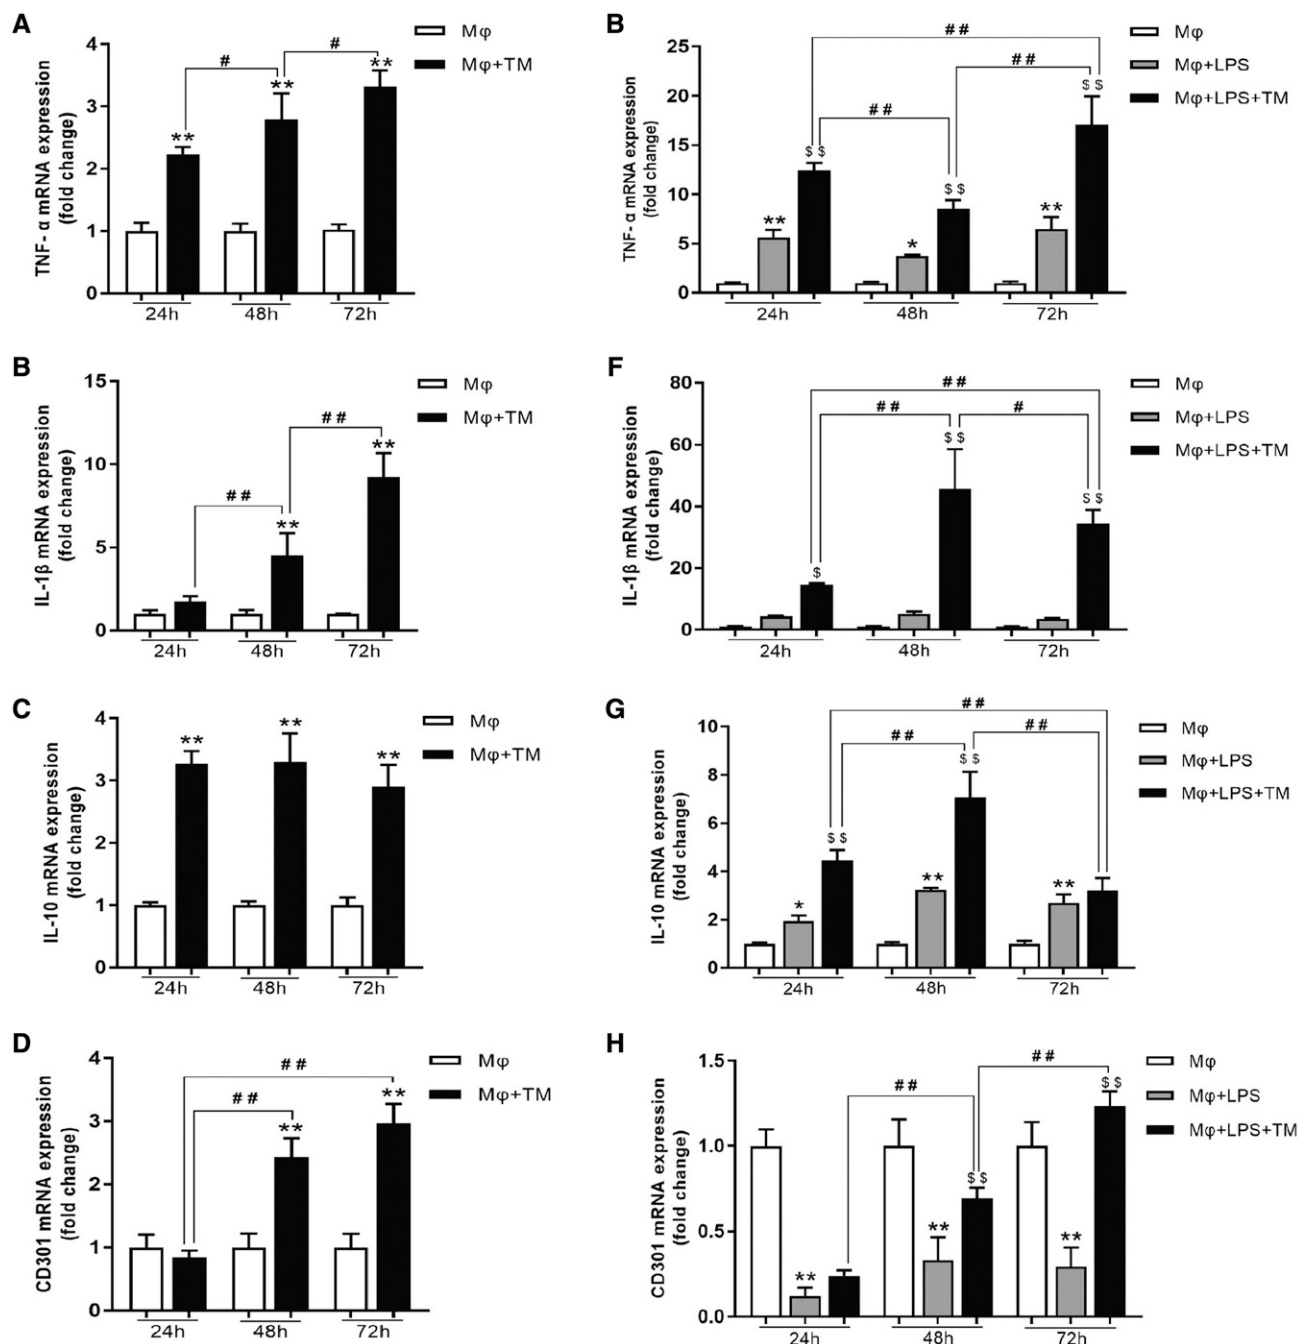 A
TNF- α mRNA expression
(fold change)
4
3
2
1
0
Mφ
Mφ+TM
#
#
**
**
**
24h
48h
72h
B
TNF- α mRNA expression
(fold change)
25
20
15
10
5
0
Mφ
Mφ+LPS
Mφ+LPS+TM
# #
# #
# #
$ $
$ $
$ $
**
*
**
24h
48h
72h
B
IL-1β mRNA expression
(fold change)
15
10
5
0
Mφ
Mφ+TM
# #
# #
**
**
24h
48h
72h
F
IL-1β mRNA expression
(fold change)
80
60
40
20
0
Mφ
Mφ+LPS
Mφ+LPS+TM
# #
# #
#
$
$ $
$ $
24h
48h
72h
C
IL-10 mRNA expression
(fold change)
4
3
2
1
0
Mφ
Mφ+TM
**
**
**
24h
48h
72h
G
IL-10 mRNA expression
(fold change)
10
8
6
4
2
0
Mφ
Mφ+LPS
Mφ+LPS+TM
# #
# #
# #
$ $
$ $
*
**
**
24h
48h
72h
D
CD301 mRNA expression
(fold change)
4
3
2
1
0
Mφ
Mφ+TM
# #
# #
**
**
24h
48h
72h
H
CD301 mRNA expression
(fold change)
1.5
1.0
0.5
0.0
Mφ
Mφ+LPS
Mφ+LPS+TM
# #
# #
$ $
$ $
**
**
**
24h
48h
72h